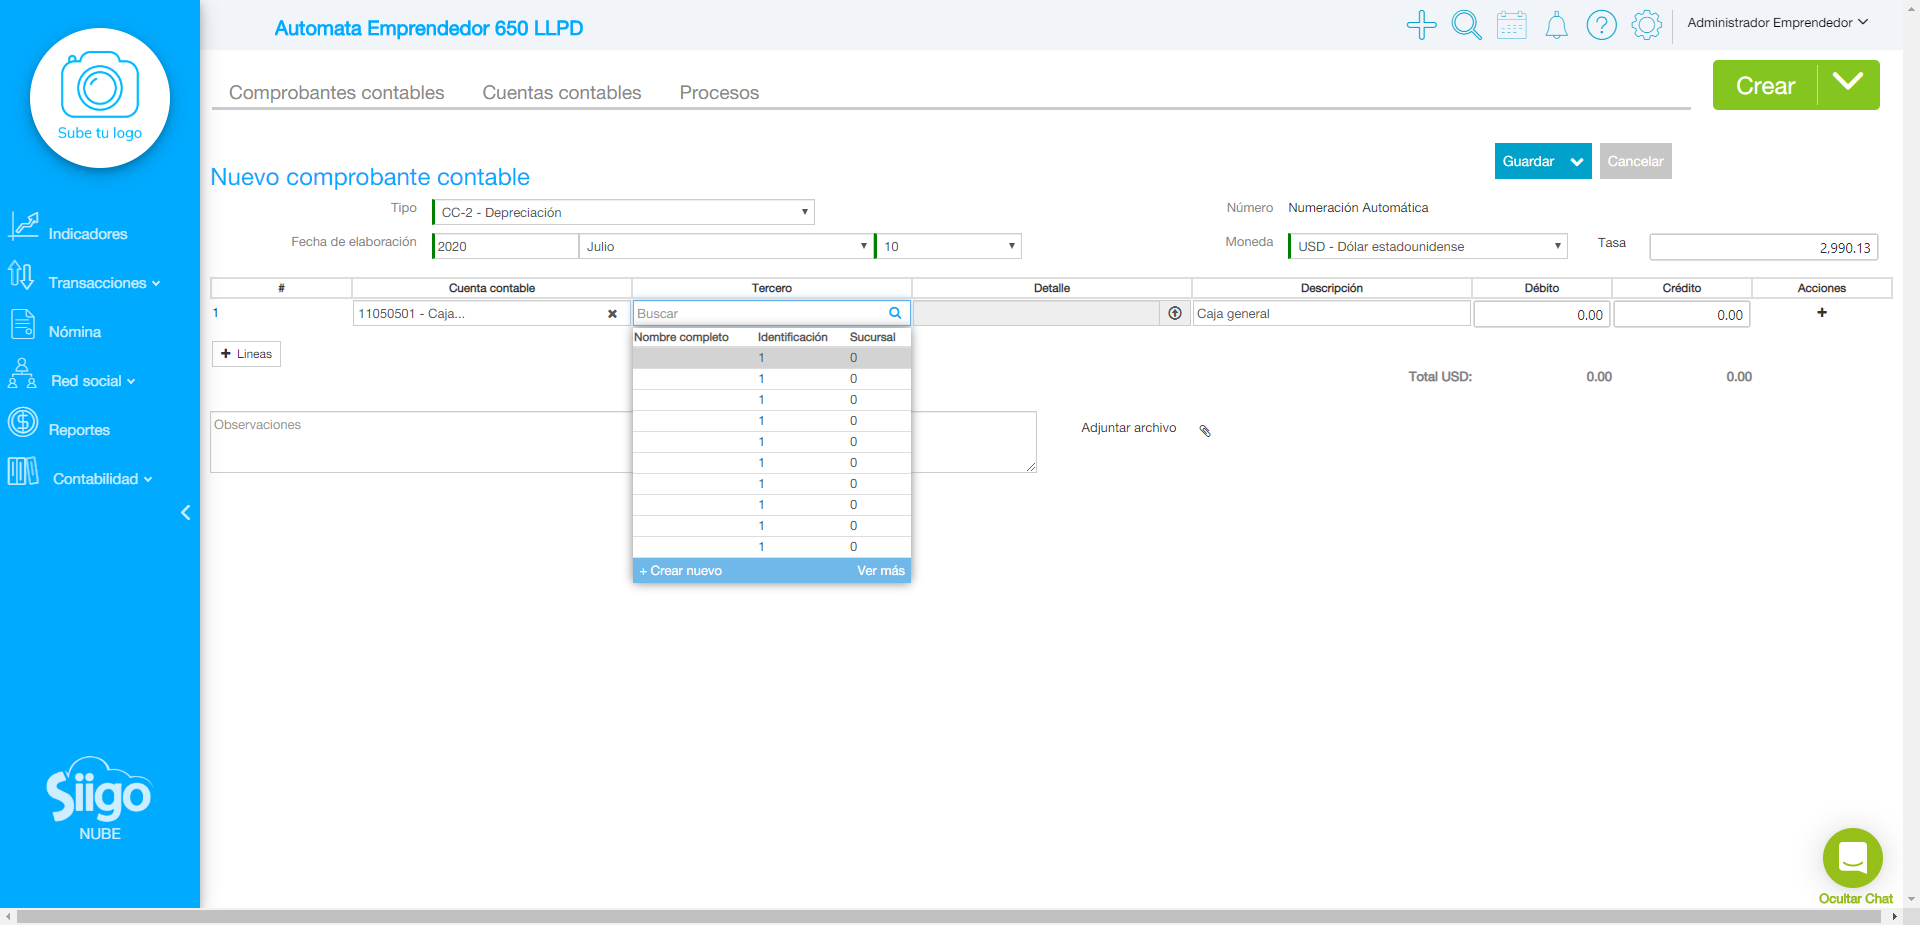 Automata Emprendedor 650 LLPD
Administrador Emprendedor
Sube tu logo
Comprobantes contables
Cuentas contables
Procesos
Crear
Guardar
Cancelar
Nuevo comprobante contable
Tipo
CC-2 - Depreciación
Número
Numeración Automática
Fecha de elaboración
2020
Julio
10
Moneda
USD - Dólar estadounidense
Tasa
2,990.13
Indicadores
Transacciones
Nómina
Red social
Reportes
Contabilidad
# Cuenta contable Tercero Detalle Descripción Débito Crédito Acciones
1 11050501 - Caja... Buscar Caja general 0.00 0.00
Nombre completo Identificación Sucursal
1 0
1 0
1 0
1 0
1 0
1 0
1 0
1 0
1 0
1 0
+ Crear nuevo Ver más
Lineas
Total USD: 0.00 0.00
Observaciones
Adjuntar archivo
Siigo
NUBE
Ocultar Chat